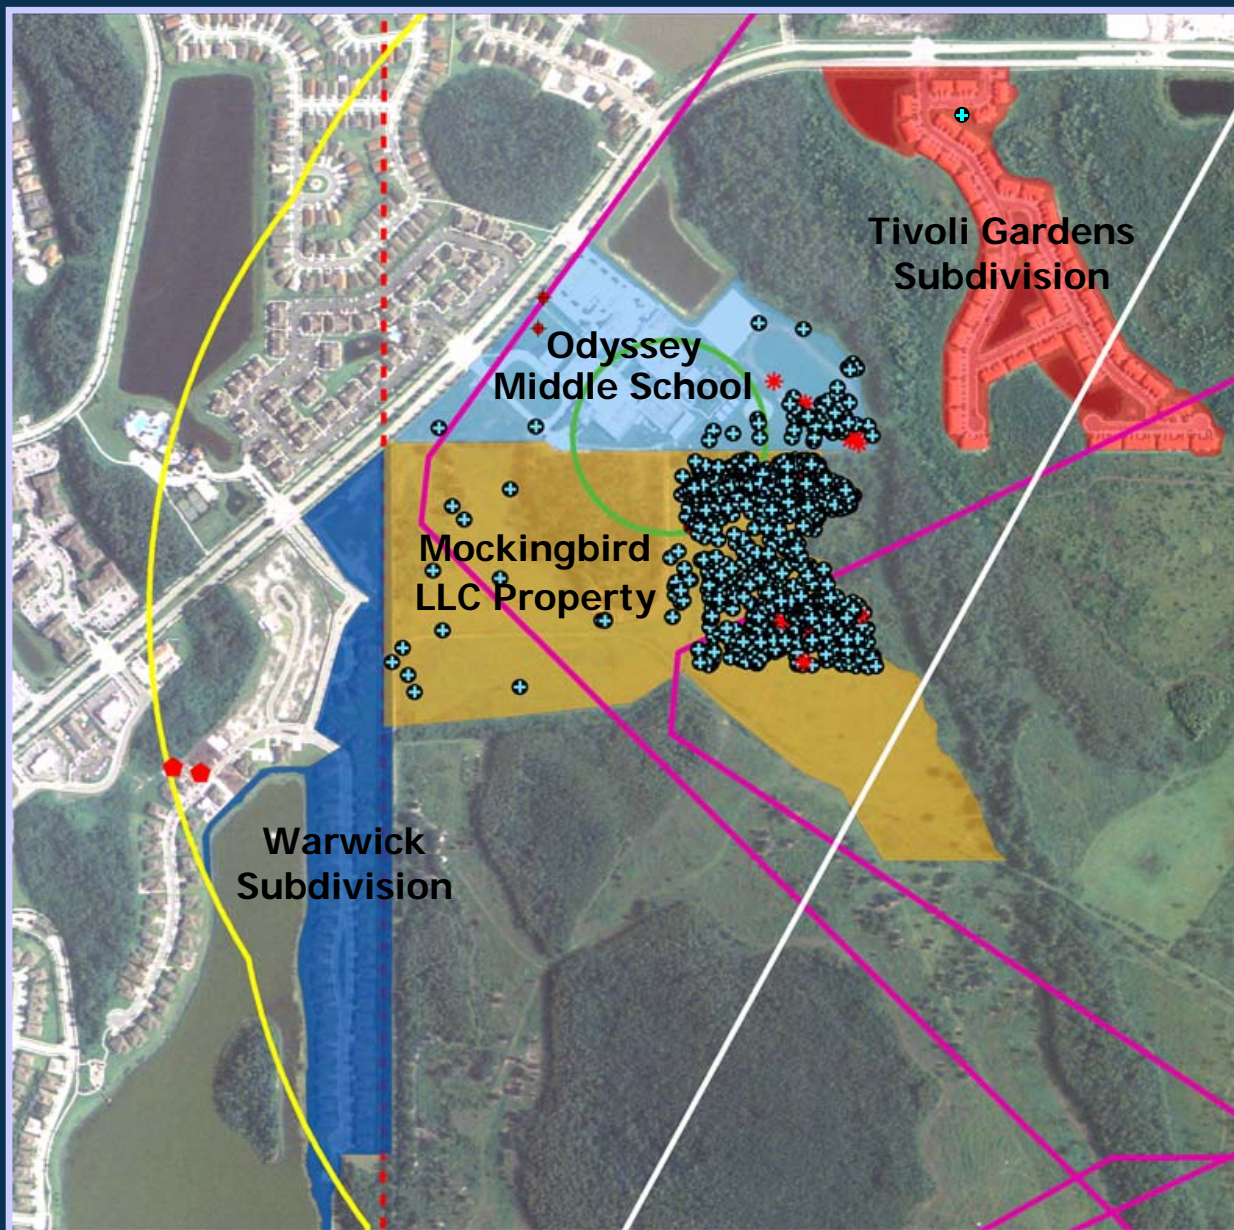 Tivoli Gardens
Subdivision
Odyssey
Middle School
Mockingbird
LLC Property
Warwick
Subdivision